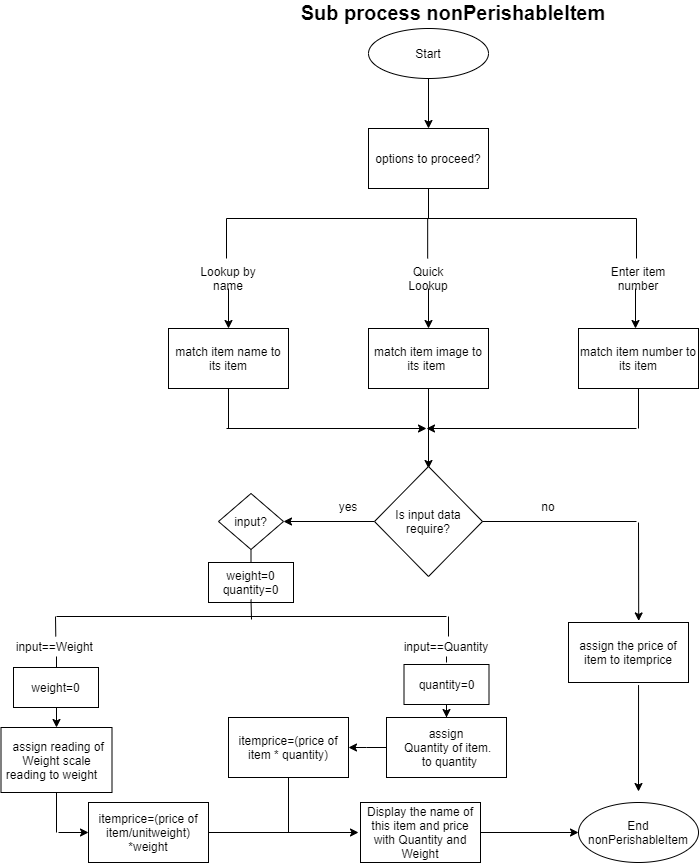 Sub process nonPerishableItem
Start
options to proceed?
Lookup by
name
Quick
Lookup
Enter item
number
match item name to
its item
match item image to
its item
match item number to
its item
Is input data
require?
yes
no
input?
weight=0
quantity=0
input==Weight
input==Quantity
weight=0
quantity=0
assign the price of
item to itemprice
assign reading of
Weight scale
reading to weight
itemprice=(price of
item * quantity)
assign
Quantity of item.
to quantity
itemprice=(price of
item/unitweight)
*weight
Display the name of
this item and price
with Quantity and
Weight
End
nonPerishableItem